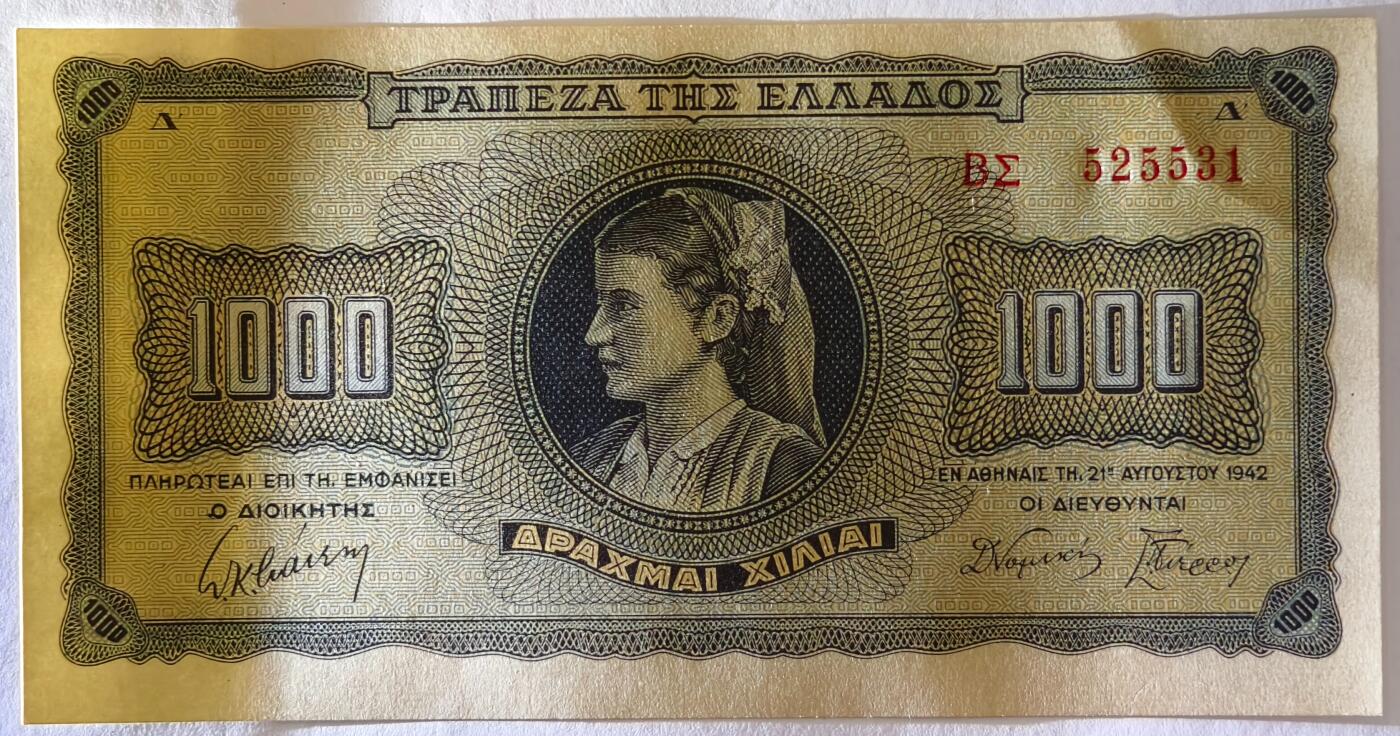 1000 ΤΡΑΠΕΖΑ ΤΗΣ ΕΛΛΑΔΟΣ 1000
Δ Δ
ΒΣ 525531
1000 1000
ΠΛΗΡΩΤΕΑΙ ΕΠΙ ΤΗ, ΕΜΦΑΝΙΣΕΙ
Ο ΔΙΟΙΚΗΤΗΣ
ΕΝ ΑΘΗΝΑΙΣ ΤΗ, 21ῃ ΑΥΓΟΥΣΤΟΥ 1942
ΟΙ ΔΙΕΥΘΥΝΤΑΙ
ΔΡΑΧΜΑΙ ΧΙΛΙΑΙ
1000 1000